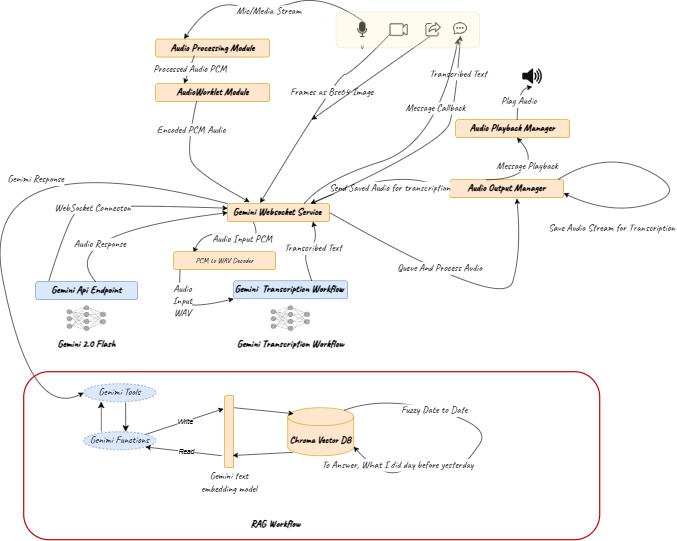 Mic/Media Stream
Audio Processing Module
Processed Audio PCM
AudioWorklet Module
Encoded PCM Audio
Frames as Bse64 Image
Transcribed Text
Message Callback
Play Audio
Audio Playback Manager
Message Playback
Audio Output Manager
Send Saved Audio for transcription
Save Audio Stream for Transcription
Genimi Response
WebSocket Connecton
Gemini Websocket Service
Audio Response
Audio Input PCM
Transcribed Text
PCM to WAV Decoder
Queue And Process Audio
Audio
Input
WAV
Gemini Api Endpoint
Gemini Transcription Workflow
Gemini 2.0 Flash
Gemini Transcription Workflow
Genimi Tools
Genimi Functions
Write
Read
Chroma Vector DB
Fuzzy Date to Date
To Answer, What I did day before yesterday
Gemini text
embedding model
RAG Workflow